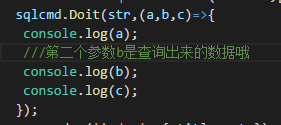 sqlcmd.Doit(str,(a,b,c)=>{
console.log(a);
///第二个参数b是查询出来的数据哦
console.log(b);
console.log(c);
});